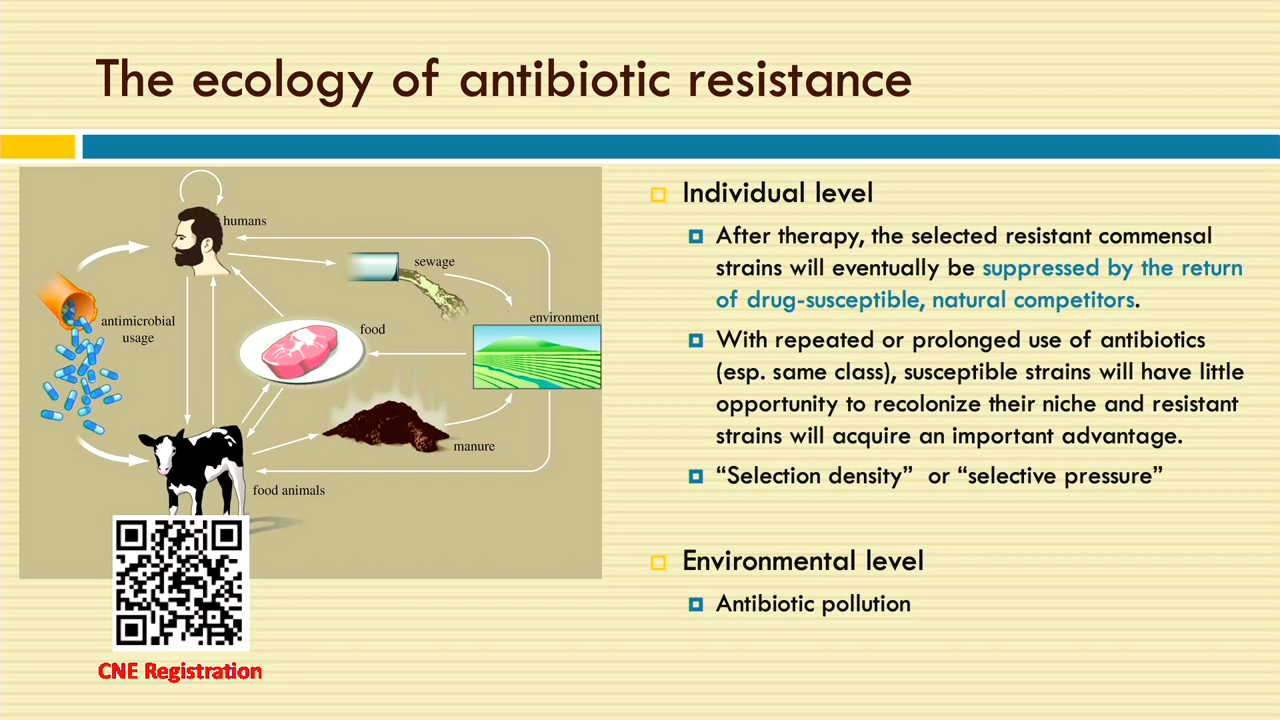 The ecology of antibiotic resistance
humans
sewage
antimicrobial
usage
food
environment
manure
food animals
CNE Registration
Individual level
After therapy, the selected resistant commensal
strains will eventually be suppressed by the return
of drug-susceptible, natural competitors.
With repeated or prolonged use of antibiotics
(esp. same class), susceptible strains will have little
opportunity to recolonize their niche and resistant
strains will acquire an important advantage.
“Selection density” or “selective pressure”
Environmental level
Antibiotic pollution